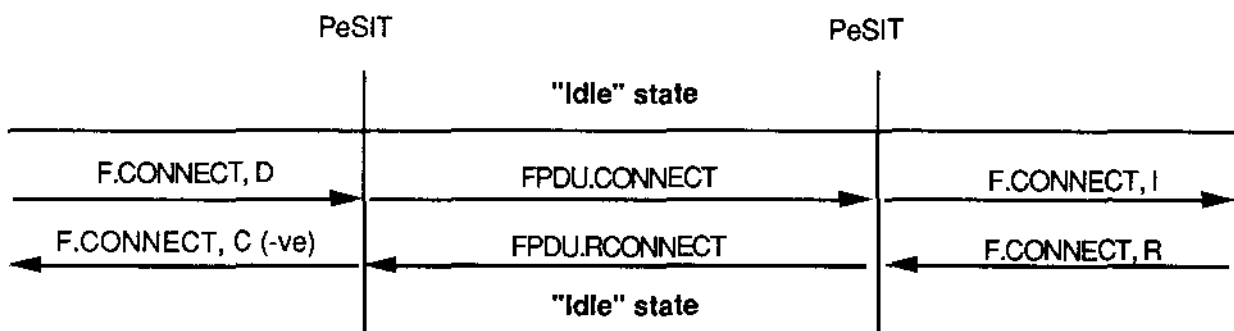 PeSIT PeSIT
"Idle" state
F.CONNECT, D FPDU.CONNECT F.CONNECT, I
F.CONNECT, C (-ve) FPDU.RCONNECT F.CONNECT, R
"Idle" state